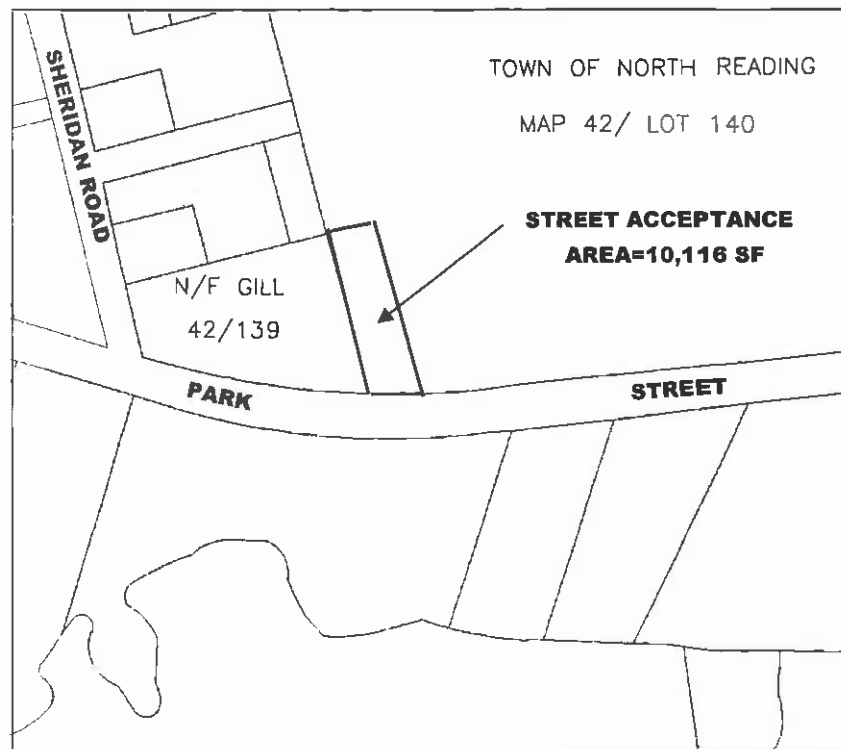 TOWN OF NORTH READING
MAP 42/ LOT 140
SHERIDAN ROAD
STREET ACCEPTANCE
AREA=10,116 SF
N/F GILL
42/139
PARK STREET